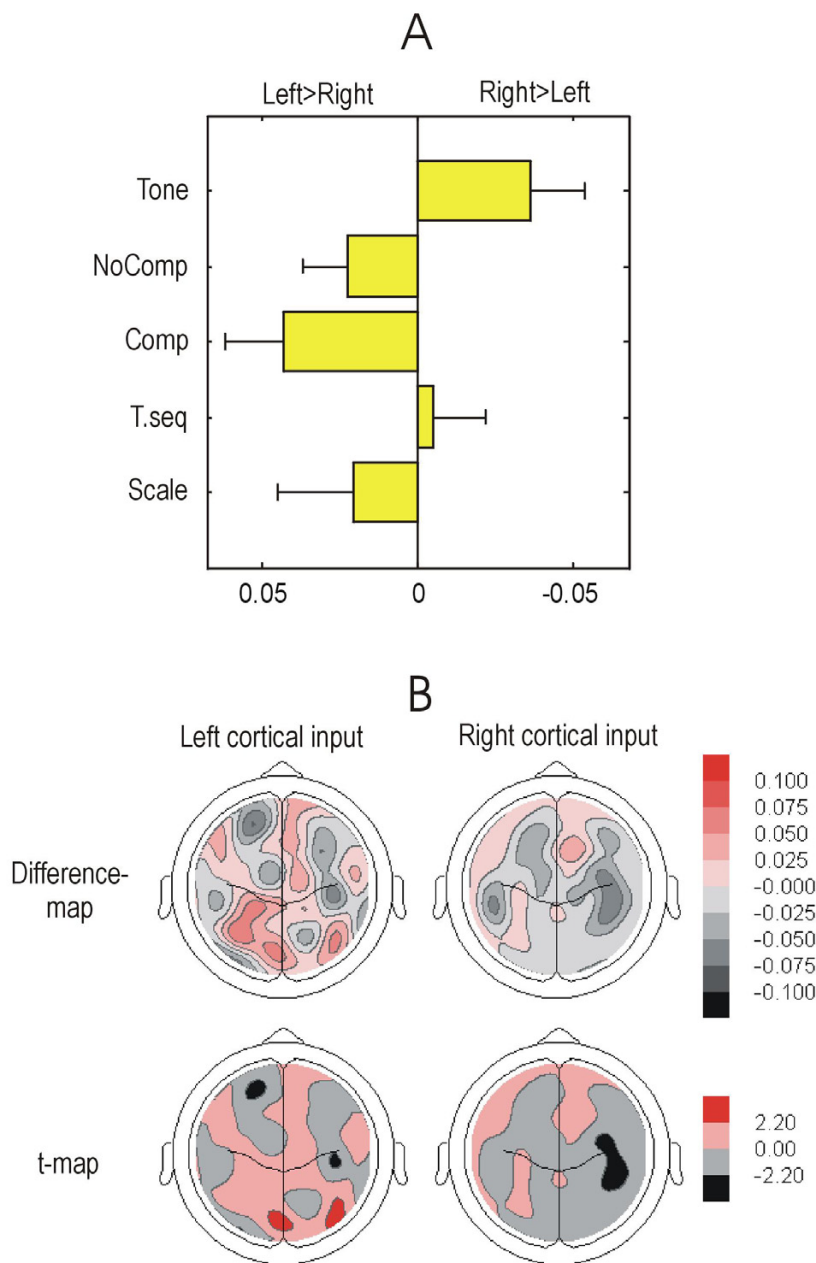 A
Left>Right Right>Left
Tone
NoComp
Comp
T.seq
Scale
0.05 0 -0.05
B
Left cortical input Right cortical input
Difference-
map
0.100
0.075
0.050
0.025
-0.000
-0.025
-0.050
-0.075
-0.100
t-map
2.20
0.00
-2.20